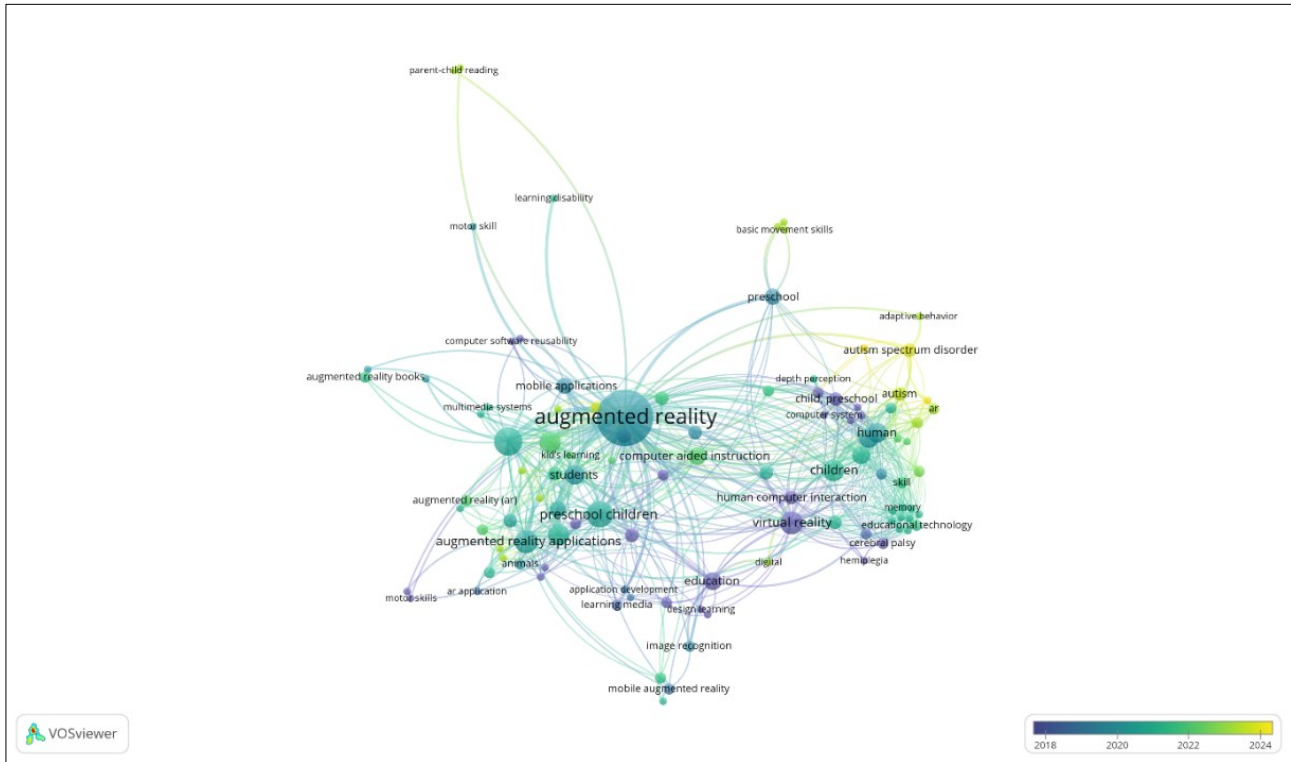 parent-child reading
learning disability
motor skill
basic movement skills
preschool
adaptive behavior
computer software reusability
autism spectrum disorder
augmented reality books
mobile applications
depth perception
child, preschool
autism
multimedia systems
augmented reality
computer system
ar
human
kid's learning
computer aided instruction
students
children
skill
augmented reality (ar)
human computer interaction
memory
preschool children
virtual reality
educational technology
augmented reality applications
cerebral palsy
animals
digital
hemiplegia
education
motor skills
ar application
application development
learning media
design learning
image recognition
mobile augmented reality
VOSviewer
2018 2020 2022 2024